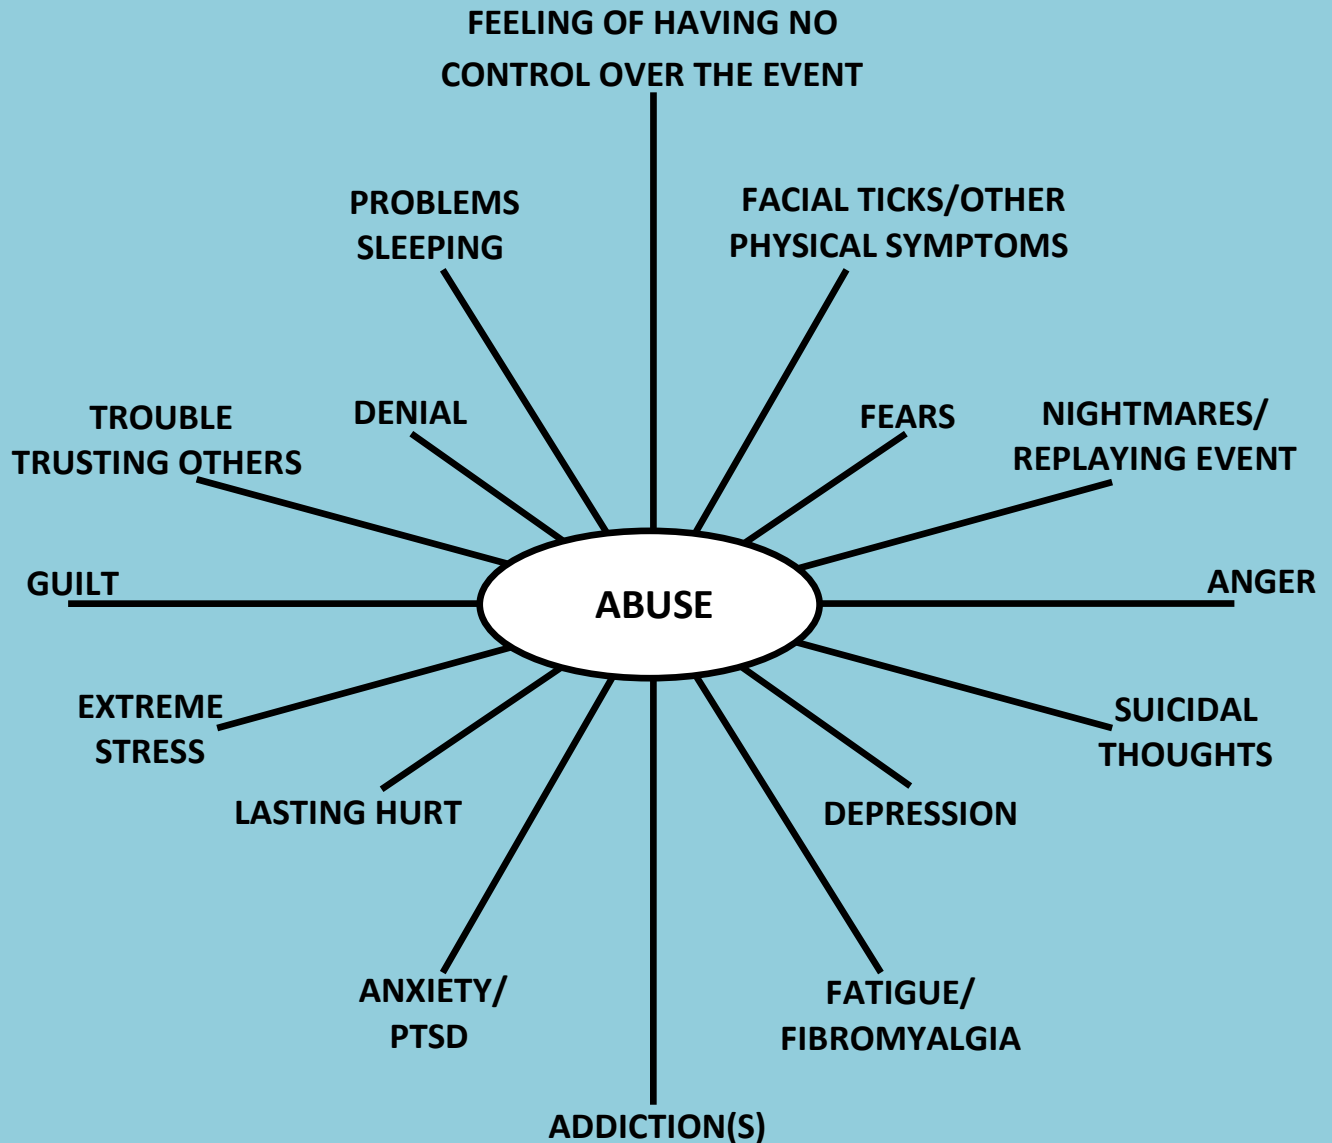 FEELING OF HAVING NO
CONTROL OVER THE EVENT
PROBLEMS
SLEEPING
FACIAL TICKS/OTHER
PHYSICAL SYMPTOMS
TROUBLE
TRUSTING OTHERS
DENIAL
FEARS
NIGHTMARES/
REPLAYING EVENT
GUILT
ABUSE
ANGER
EXTREME
STRESS
SUICIDAL
THOUGHTS
LASTING HURT
DEPRESSION
ANXIETY/
PTSD
FATIGUE/
FIBROMYALGIA
ADDICTION(S)